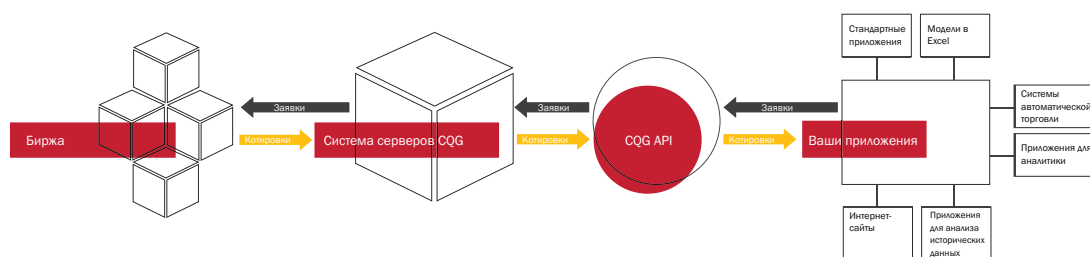 Биржа
Заявки
Котировки
Система серверов CQG
Заявки
Котировки
CQG API
Заявки
Котировки
Ваши приложения
Стандартные
приложения
Модели в
Excel
Системы
автоматической
торговли
Приложения для
аналитики
Интернет-
сайты
Приложения
для анализа
исторических
данных